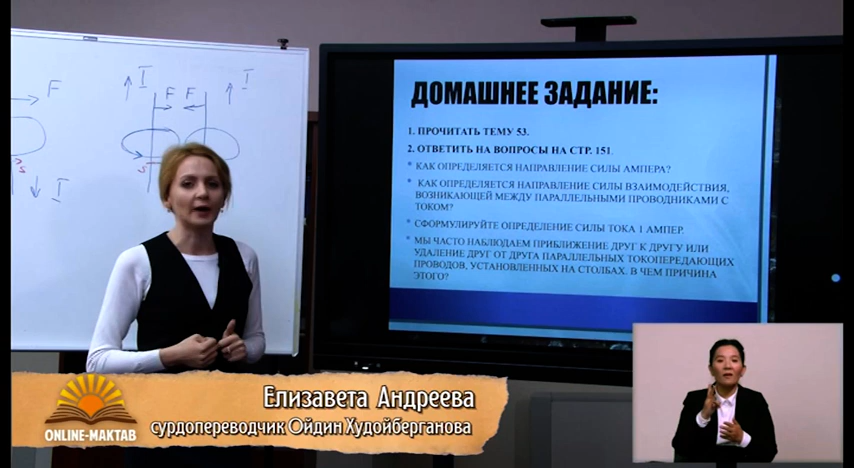 F
I
F
F
I
S
I
S
ДОМАШНЕЕ ЗАДАНИЕ:
1. ПРОЧИТАТЬ ТЕМУ 53.
2. ОТВЕТИТЬ НА ВОПРОСЫ НА СТР. 151.
• КАК ОПРЕДЕЛЯЕТСЯ НАПРАВЛЕНИЕ СИЛЫ АМПЕРА?
• КАК ОПРЕДЕЛЯЕТСЯ НАПРАВЛЕНИЕ СИЛЫ ВЗАИМОДЕЙСТВИЯ,
ВОЗНИКАЮЩЕЙ МЕЖДУ ПАРАЛЛЕЛЬНЫМИ ПРОВОДНИКАМИ С
ТОКОМ?
• СФОРМУЛИРУЙТЕ ОПРЕДЕЛЕНИЕ СИЛЫ ТОКА 1 АМПЕР.
• МЫ ЧАСТО НАБЛЮДАЕМ ПРИБЛИЖЕНИЕ ДРУГ К ДРУГУ ИЛИ
УДАЛЕНИЕ ДРУГ ОТ ДРУГА ПАРАЛЛЕЛЬНЫХ ТОКОПЕРЕДАЮЩИХ
ПРОВОДОВ, УСТАНОВЛЕННЫХ НА СТОЛБАХ. В ЧЕМ ПРИЧИНА
ЭТОГО?
Елизавета Андреева
сурдопереводчик Ойдин Худойберганова
ONLINE-MAKTAB